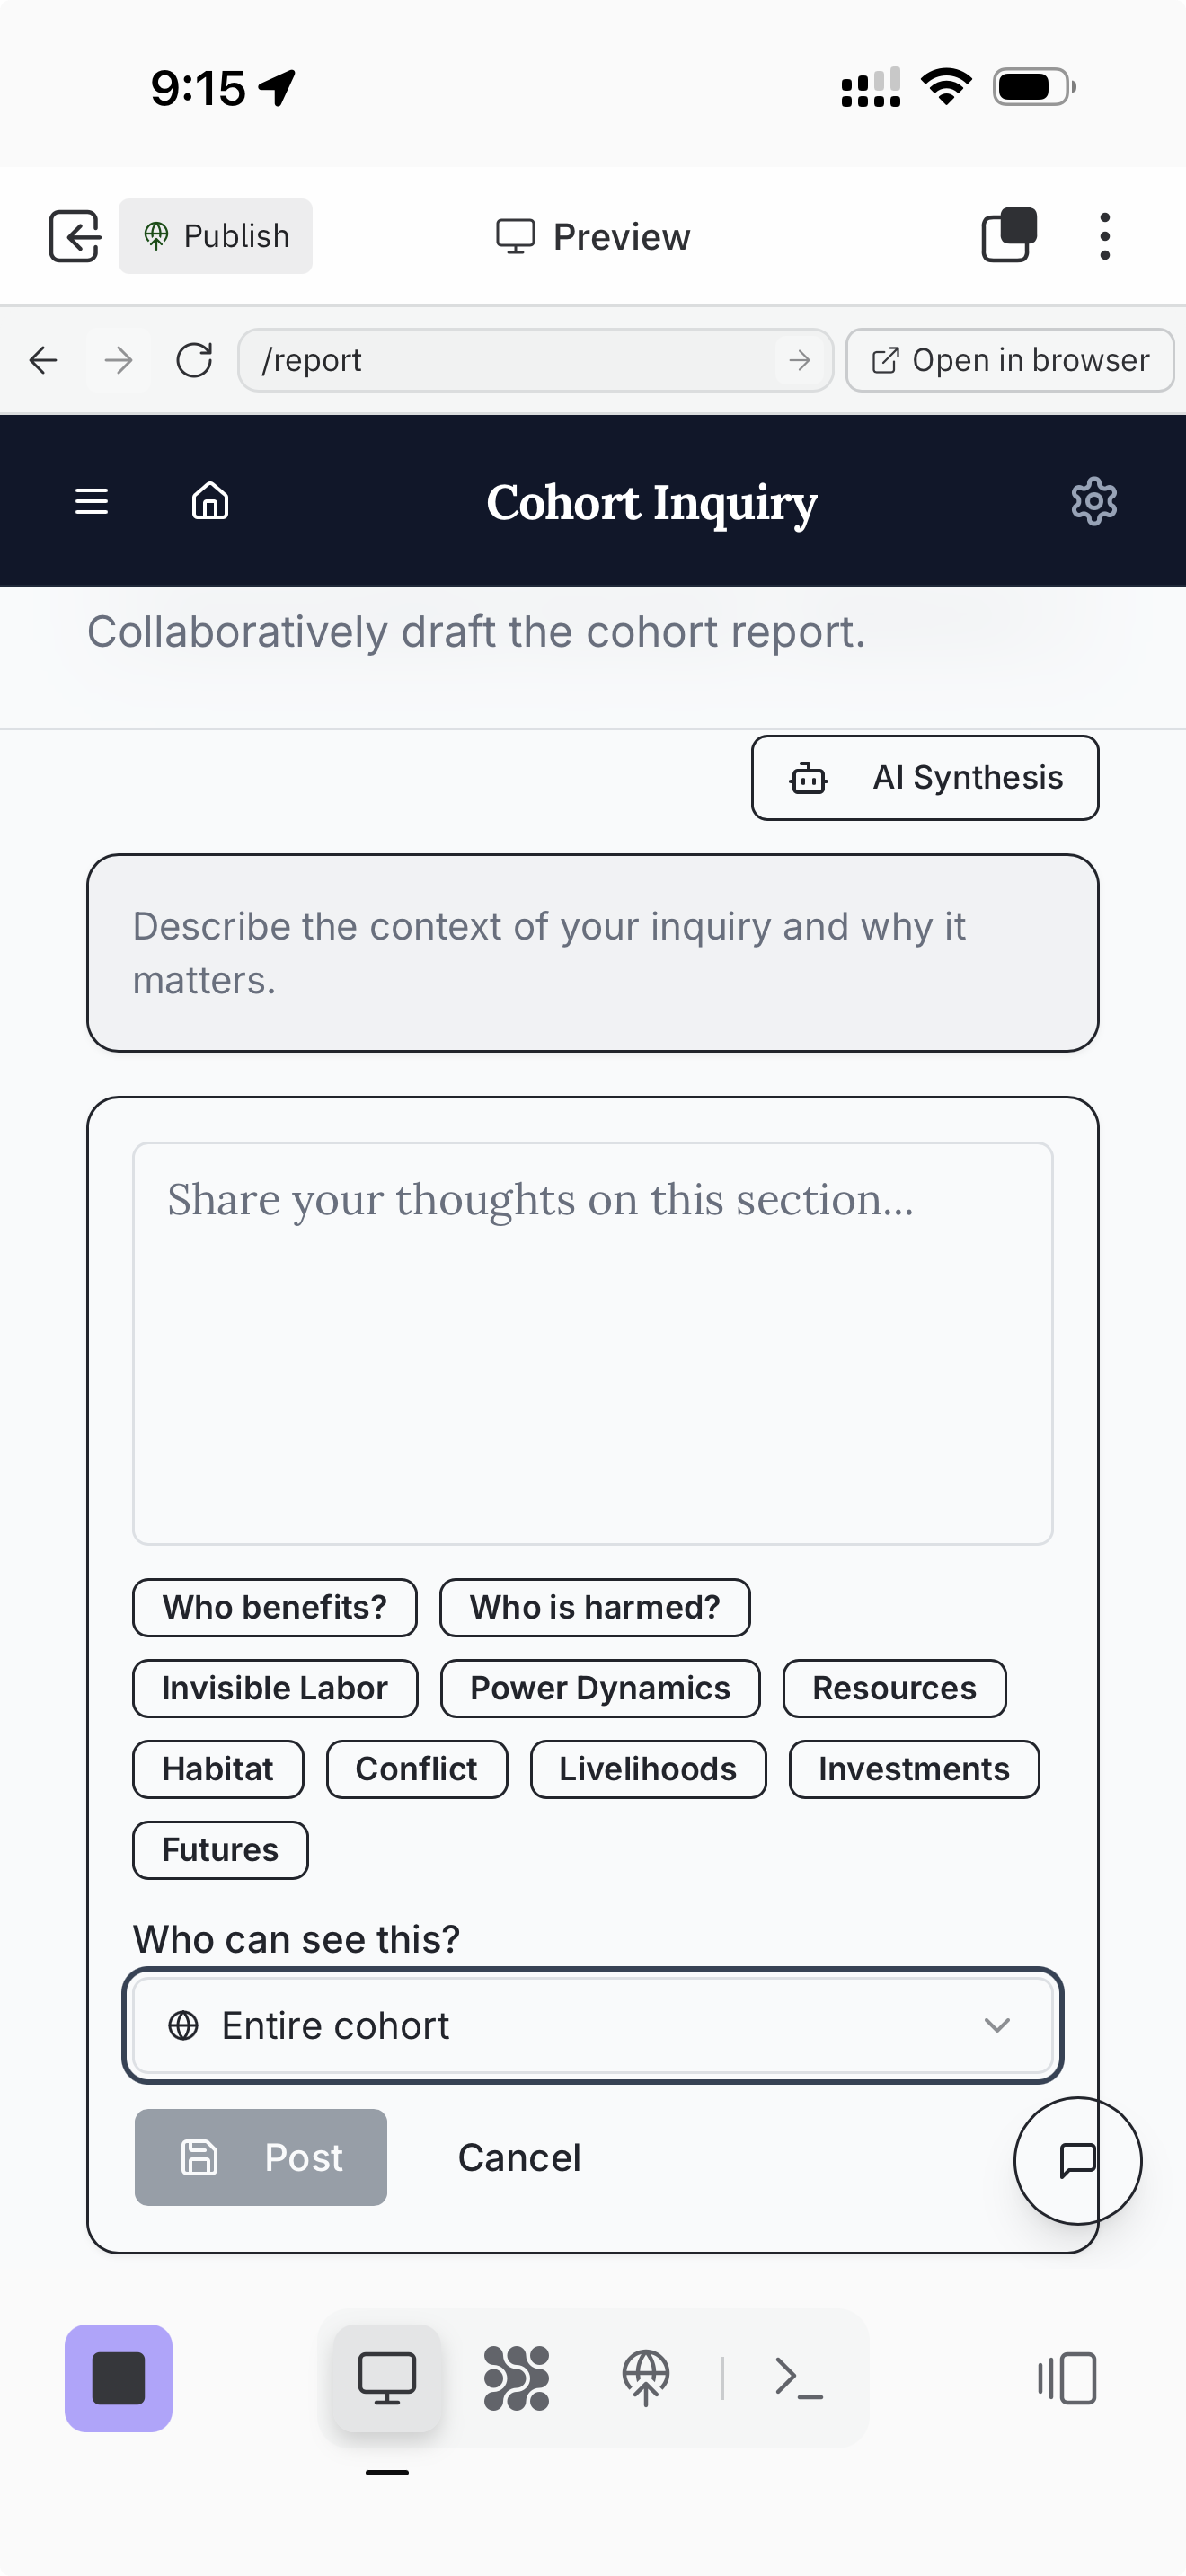 9:15
Publish
Preview
/report
Open in browser
Cohort Inquiry
Collaboratively draft the cohort report.
AI Synthesis
Describe the context of your inquiry and why it
matters.
Share your thoughts on this section...
Who benefits? Who is harmed?
Invisible Labor Power Dynamics Resources
Habitat Conflict Livelihoods Investments
Futures
Who can see this?
Entire cohort
Post Cancel